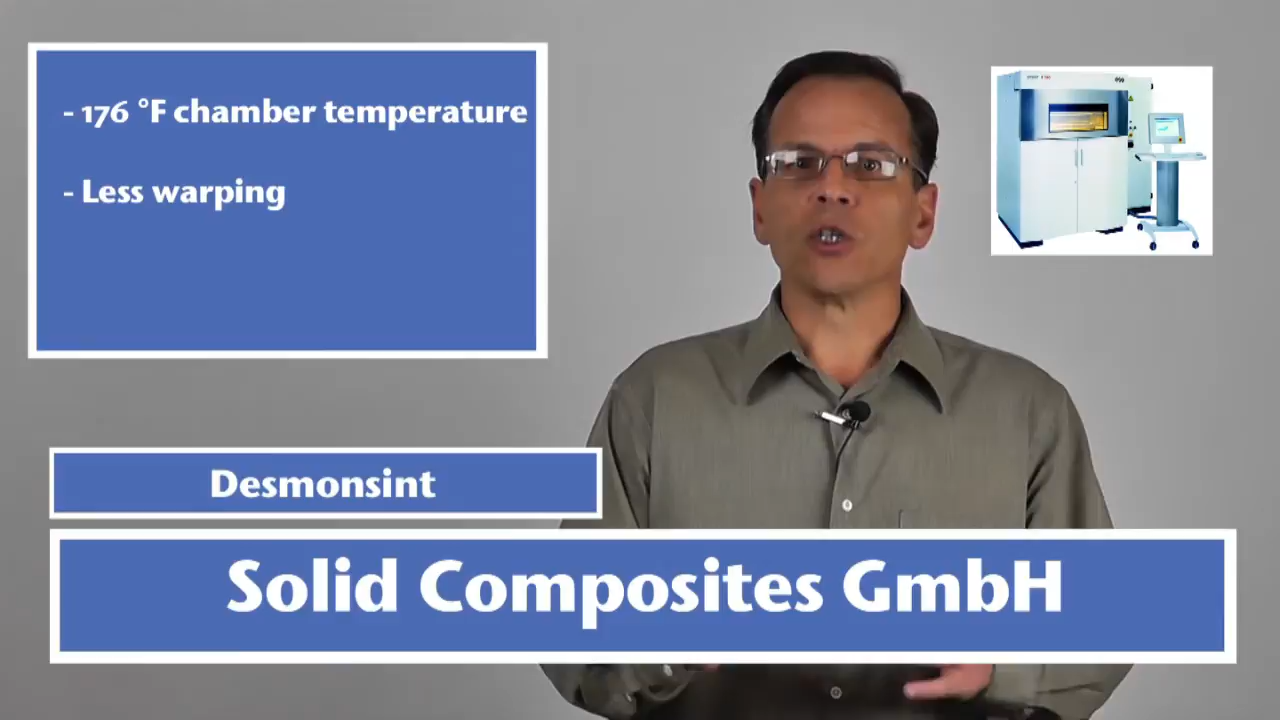 - 176 °F chamber temperature
- Less warping
Desmonsint
Solid Composites GmbH